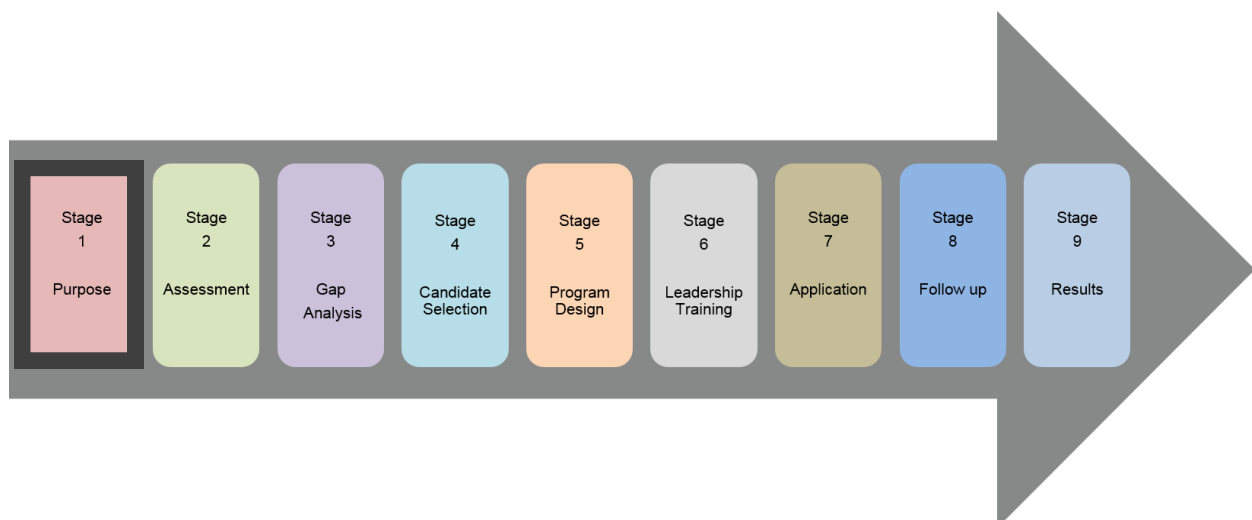 Stage
1
Purpose
Stage
2
Assessment
Stage
3
Gap
Analysis
Stage
4
Candidate
Selection
Stage
5
Program
Design
Stage
6
Leadership
Training
Stage
7
Application
Stage
8
Follow up
Stage
9
Results